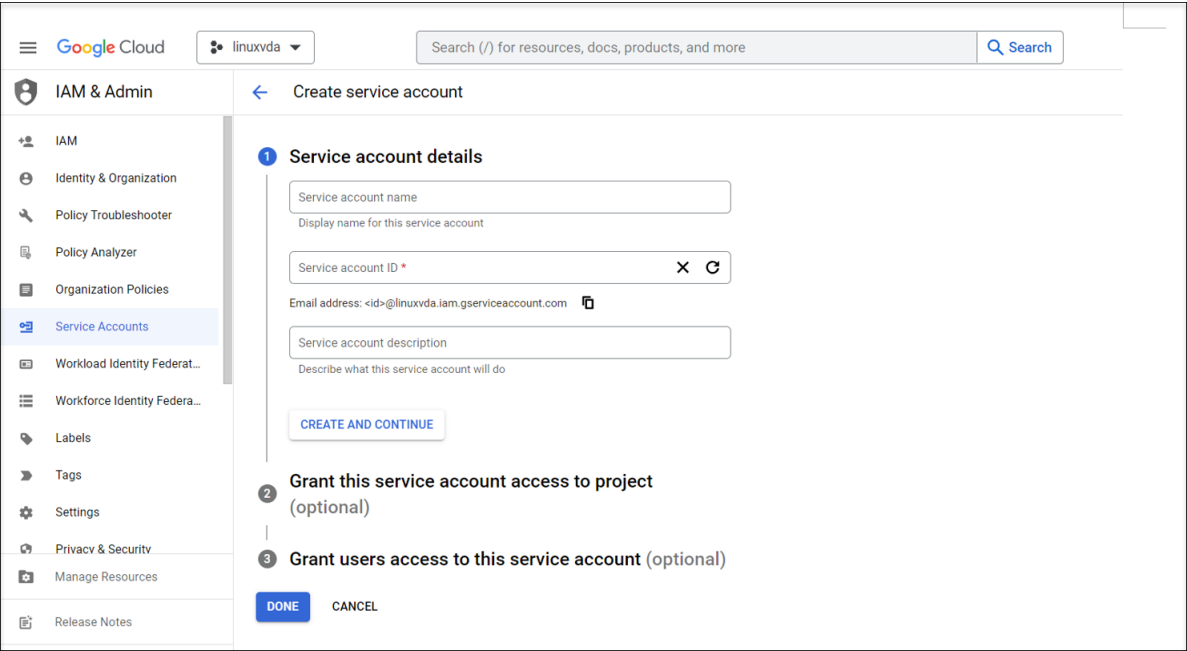 Google Cloud
linuxvda
Search (/) for resources, docs, products, and more
Search
IAM & Admin
Create service account
IAM
Identity & Organization
Policy Troubleshooter
Policy Analyzer
Organization Policies
Service Accounts
Workload Identity Federat...
Workforce Identity Federa...
Labels
Tags
Settings
Privacy & Security
Manage Resources
Release Notes
1 Service account details
Service account name
Display name for this service account
Service account ID *
Email address: <id>@linuxvda.iam.gserviceaccount.com
Service account description
Describe what this service account will do
CREATE AND CONTINUE
2 Grant this service account access to project
(optional)
3 Grant users access to this service account (optional)
DONE CANCEL